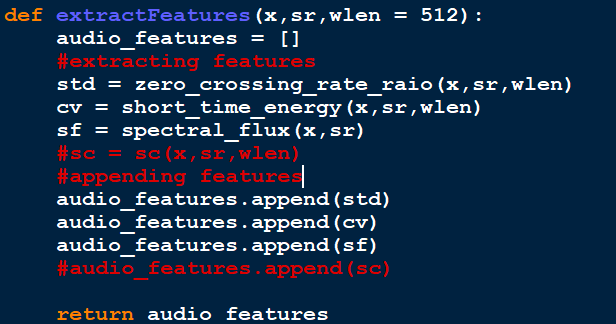 def extractFeatures(x,sr,wlen = 512):
    audio_features = []
    #extracting features
    std = zero_crossing_rate_raio(x,sr,wlen)
    cv = short_time_energy(x,sr,wlen)
    sf = spectral_flux(x,sr)
    #sc = sc(x,sr,wlen)
    #appending features
    audio_features.append(std)
    audio_features.append(cv)
    audio_features.append(sf)
    #audio_features.append(sc)
    return audio features